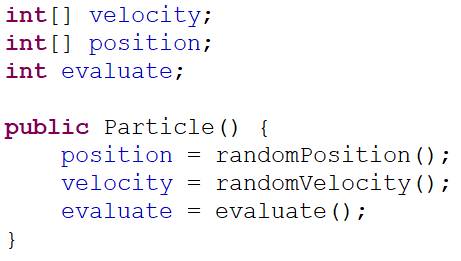 int[] velocity;
int[] position;
int evaluate;

public Particle() {
    position = randomPosition();
    velocity = randomVelocity();
    evaluate = evaluate();
}